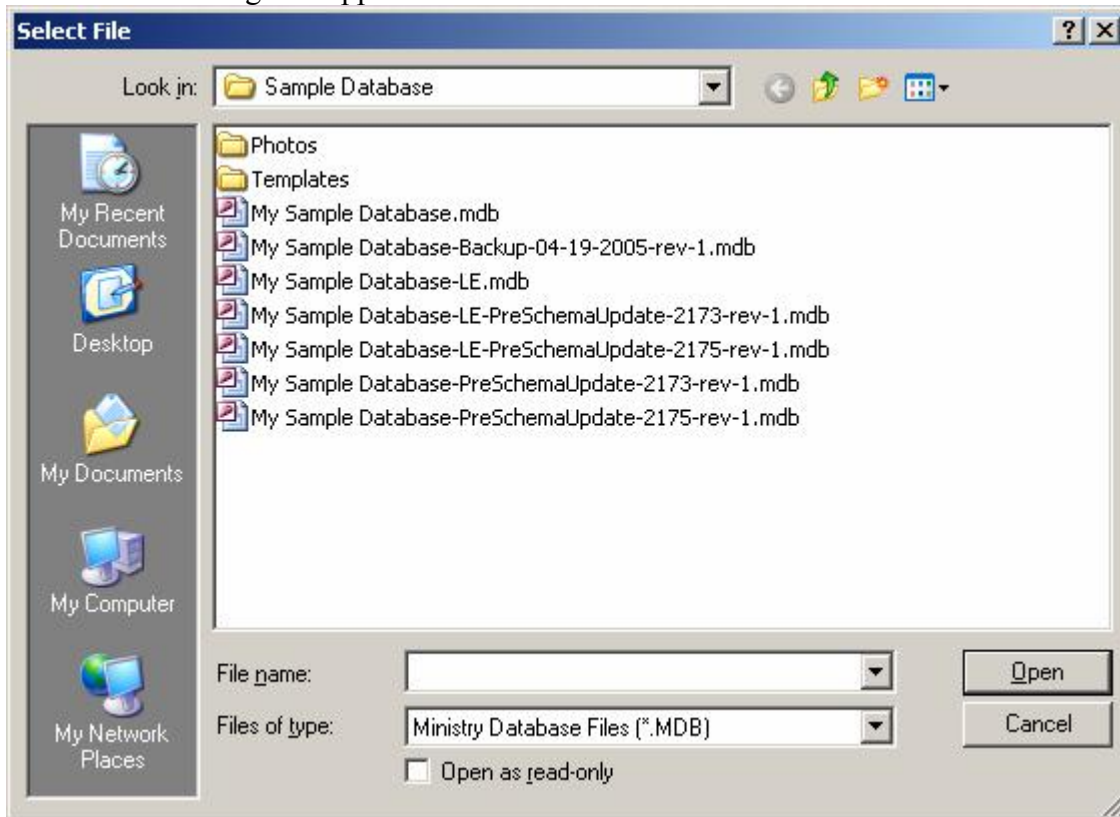 Select File
Look in:
Sample Database
My Recent
Documents
Desktop
My Documents
My Computer
My Network
Places
Photos
Templates
My Sample Database.mdb
My Sample Database-Backup-04-19-2005-rev-1.mdb
My Sample Database-LE.mdb
My Sample Database-LE-PreSchemaUpdate-2173-rev-1.mdb
My Sample Database-LE-PreSchemaUpdate-2175-rev-1.mdb
My Sample Database-PreSchemaUpdate-2173-rev-1.mdb
My Sample Database-PreSchemaUpdate-2175-rev-1.mdb
File name:
Open
Files of type:
Ministry Database Files (*.MDB)
Cancel
Open as read-only